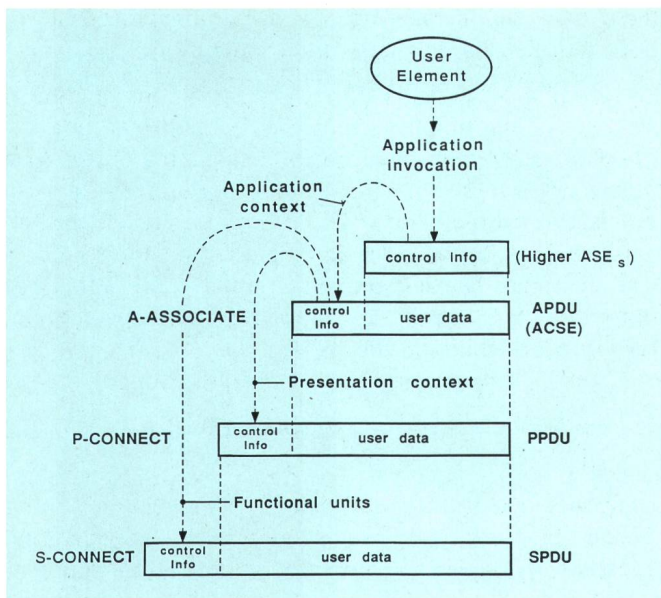 User
Element
Application
invocation
Application
context
control info
(Higher ASEs)
A-ASSOCIATE
control
Info
user data
APDU
(ACSE)
Presentation context
P-CONNECT
control
Info
user data
PPDU
Functional units
S-CONNECT
control
Info
user data
SPDU